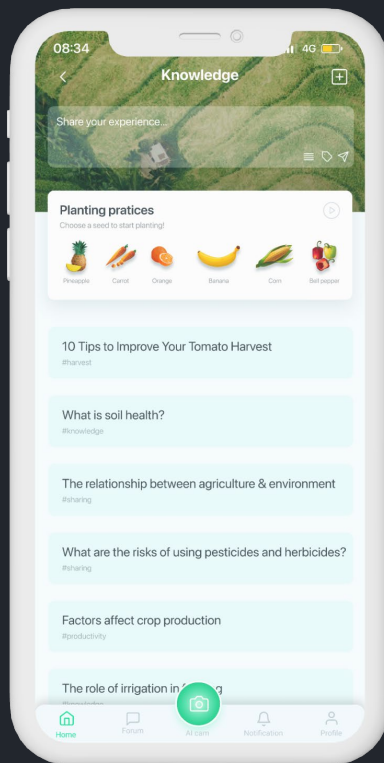 08:34
4G
Knowledge
Share your experience...
Planting pratices
Choose a seed to start planting!
Pineapple Carrot Orange Banana Corn Bell pepper
10 Tips to Improve Your Tomato Harvest
#harvest
What is soil health?
#knowledge
The relationship between agriculture & environment
#sharing
What are the risks of using pesticides and herbicides?
#sharing
Factors affect crop production
#productivity
The role of irrigation in
#knowledge
Home Forum AI cam Notification Profile